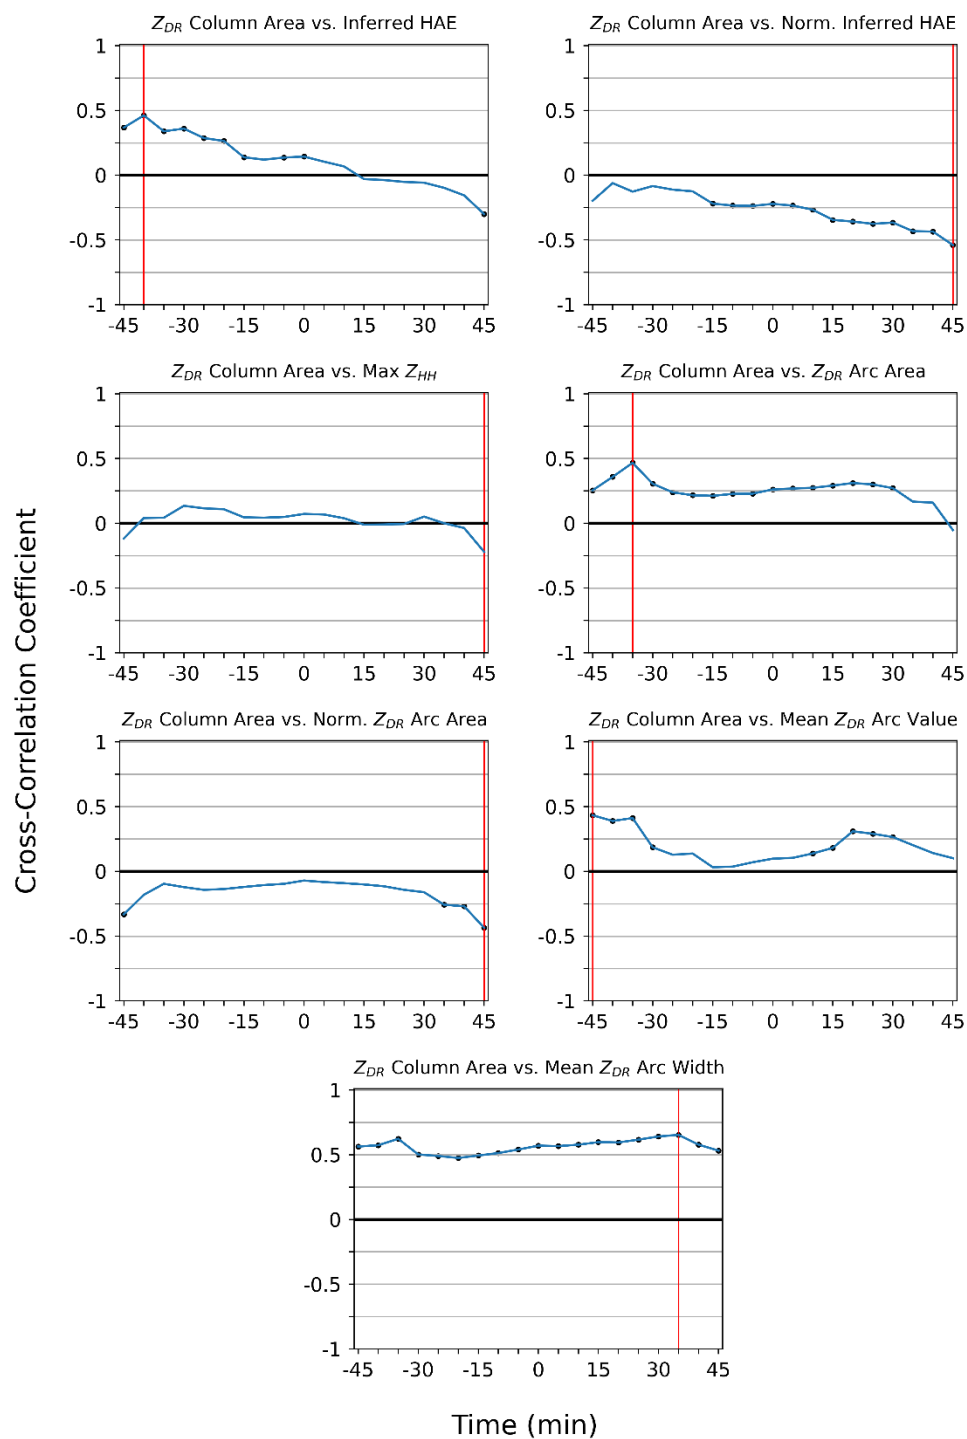 Z_DR Column Area vs. Inferred HAE
1
0.5
0
-0.5
-1
-45 -30 -15 0 15 30 45
Z_DR Column Area vs. Norm. Inferred HAE
1
0.5
0
-0.5
-1
-45 -30 -15 0 15 30 45
Z_DR Column Area vs. Max Z_HH
1
0.5
0
-0.5
-1
-45 -30 -15 0 15 30 45
Z_DR Column Area vs. Z_DR Arc Area
1
0.5
0
-0.5
-1
-45 -30 -15 0 15 30 45
Z_DR Column Area vs. Norm. Z_DR Arc Area
1
0.5
0
-0.5
-1
-45 -30 -15 0 15 30 45
Z_DR Column Area vs. Mean Z_DR Arc Value
1
0.5
0
-0.5
-1
-45 -30 -15 0 15 30 45
Z_DR Column Area vs. Mean Z_DR Arc Width
1
0.5
0
-0.5
-1
-45 -30 -15 0 15 30 45
Cross-Correlation Coefficient
Time (min)